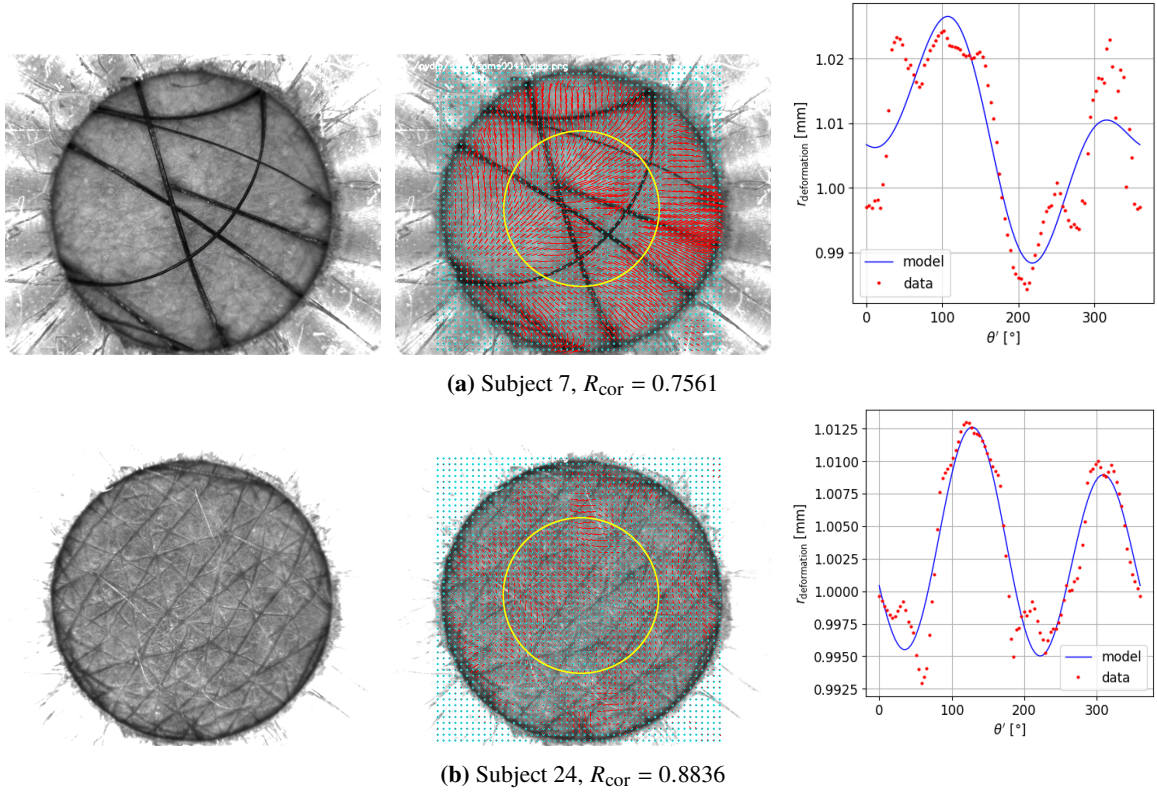 1.02
1.01
1.00
0.99
r_deformation [mm]
model
data
0 100 200 300
θ′ [°]
(a) Subject 7, R_cor = 0.7561
1.0125
1.0100
1.0075
1.0050
1.0025
1.0000
0.9975
0.9950
0.9925
r_deformation [mm]
model
data
0 100 200 300
θ′ [°]
(b) Subject 24, R_cor = 0.8836